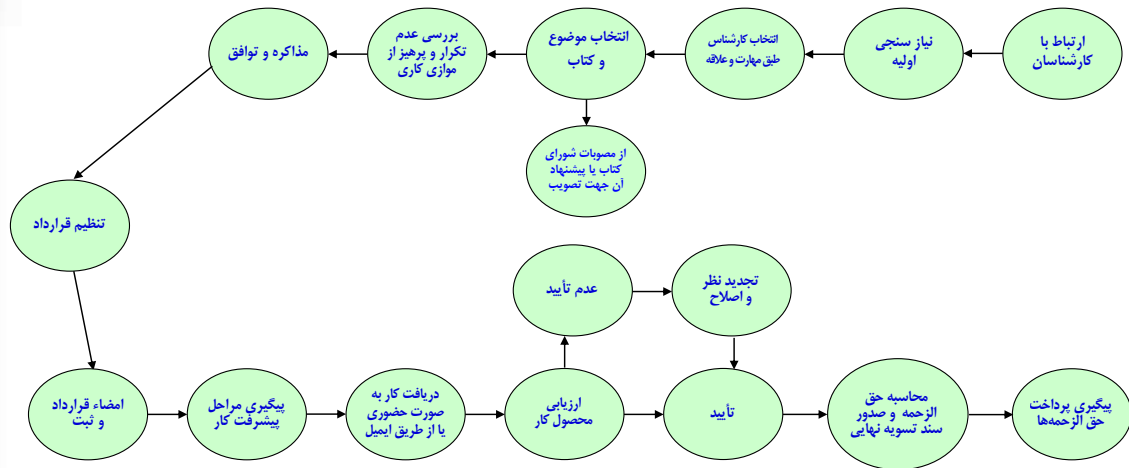 ارتباط با
کارشناسان
نیاز سنجی
اولیه
انتخاب کارشناس
طبق مهارت و علاقه
انتخاب موضوع
و کتاب
بررسی عدم
تکرار و پرهیز از
موازی کاری
مذاکره و توافق
از مصوبات شورای
کتاب یا پیشنهاد
آن جهت تصویب
تنظیم قرارداد
عدم تأیید
تجدید نظر
و اصلاح
امضاء قرارداد
و ثبت
پیگیری مراحل
پیشرفت کار
دریافت کار به
صورت حضوری
یا از طریق ایمیل
ارزیابی
محصول کار
تأیید
محاسبه حق
الزحمه و صدور
سند تسویه نهایی
پیگیری پرداخت
حق الزحمه‌ها